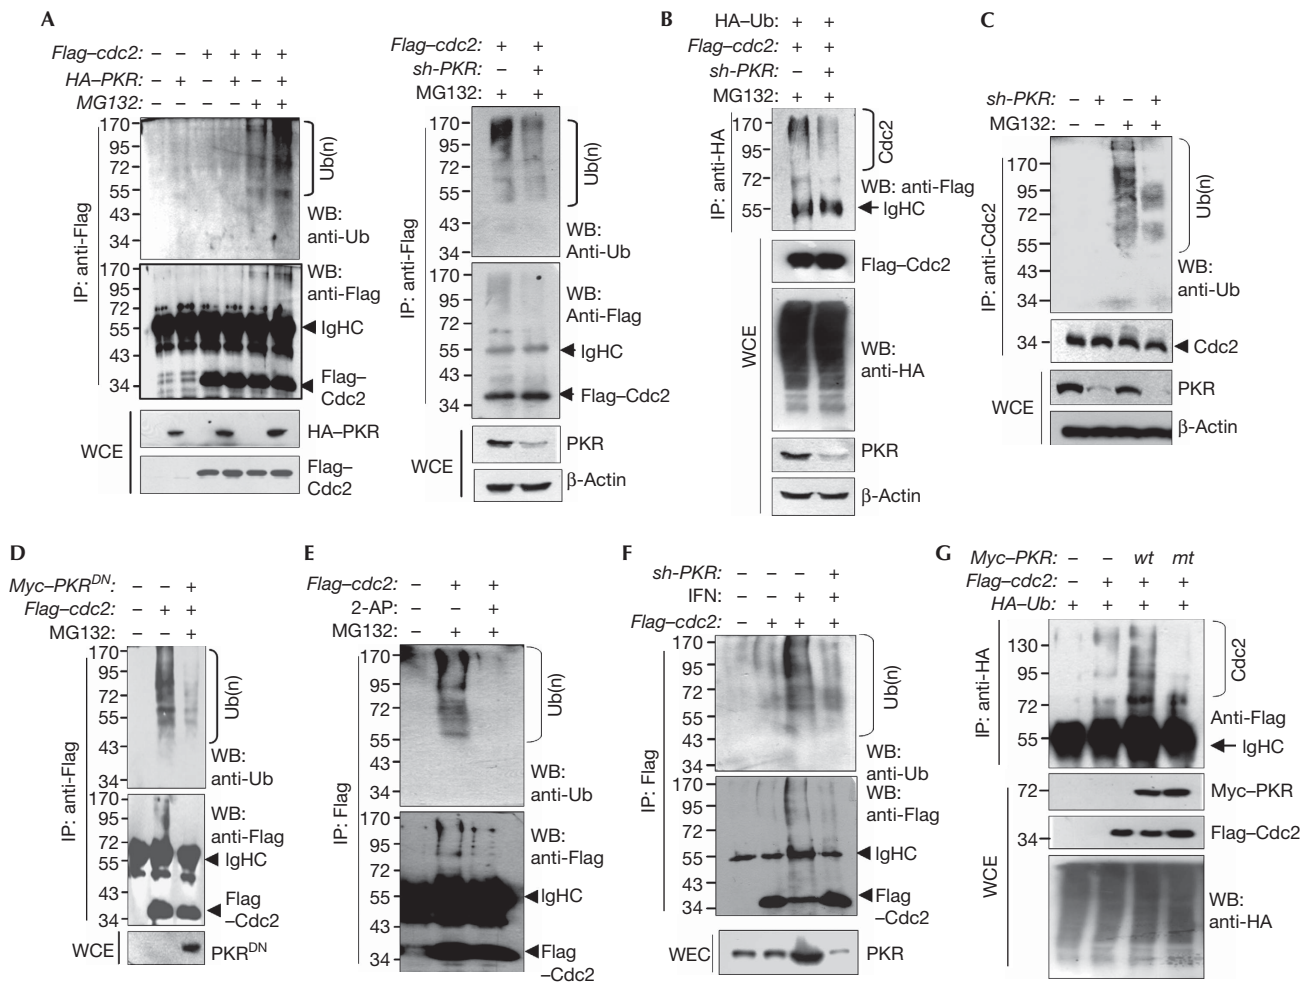 A
Flag–cdc2: – – + + + +
HA–PKR: – + – + – +
MG132: – – – – + +
IP: anti-Flag
170
95
72
55
43
34
Ub(n)
WB:
anti-Ub
170
95
72
55
43
34
WB:
anti-Flag
IgHC
Flag–
Cdc2
WCE
HA–PKR
Flag–
Cdc2
Flag–cdc2: + +
sh-PKR: – +
MG132: + +
IP: anti-Flag
170
95
72
55
43
34
Ub(n)
WB:
Anti-Ub
170
95
72
55
43
34
WB:
Anti-Flag
IgHC
Flag–Cdc2
WCE
PKR
β-Actin
B
HA–Ub: + +
Flag–cdc2: + +
sh-PKR: – +
MG132: + +
IP: anti-HA
170
95
72
55
Cdc2
WB: anti-Flag
IgHC
WCE
Flag–Cdc2
WB:
anti-HA
PKR
β-Actin
C
sh-PKR: – + – +
MG132: – – + +
IP: anti-Cdc2
170
95
72
55
43
34
Ub(n)
WB:
anti-Ub
34
Cdc2
WCE
PKR
β-Actin
D
Myc–PKRDN: – – +
Flag–cdc2: – + +
MG132: – – +
IP: anti-Flag
170
95
72
55
43
34
Ub(n)
WB:
anti-Ub
170
95
72
55
43
34
WB:
anti-Flag
IgHC
Flag
–Cdc2
WCE
PKRDN
E
Flag–cdc2: – + +
2-AP: – – +
MG132: – + +
IP: Flag
170
95
72
55
43
34
Ub(n)
WB:
anti-Ub
170
95
72
55
43
34
WB:
anti-Flag
IgHC
Flag
–Cdc2
F
sh-PKR: – – – +
IFN: – – + +
Flag–cdc2: – + + +
IP: Flag
170
95
72
55
43
34
Ub(n)
WB:
anti-Ub
170
95
72
55
43
34
WB:
anti-Flag
IgHC
Flag
–Cdc2
WEC
PKR
G
Myc–PKR: – – wt mt
Flag–cdc2: – + + +
HA–Ub: + + + +
IP: anti-HA
130
95
72
55
Cdc2
Anti-Flag
IgHC
WCE
72
Myc–PKR
34
Flag–Cdc2
WB:
anti-HA